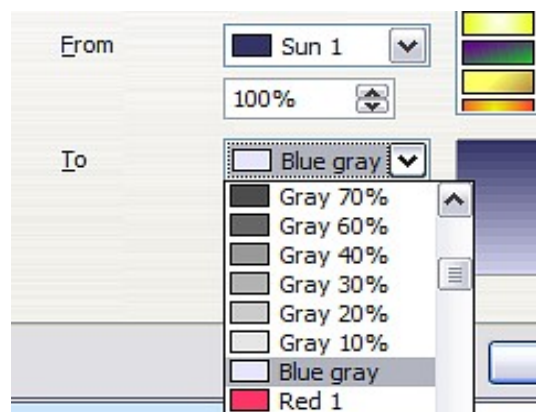 From
Sun 1
100%
To
Blue gray
Gray 70%
Gray 60%
Gray 40%
Gray 30%
Gray 20%
Gray 10%
Blue gray
Red 1